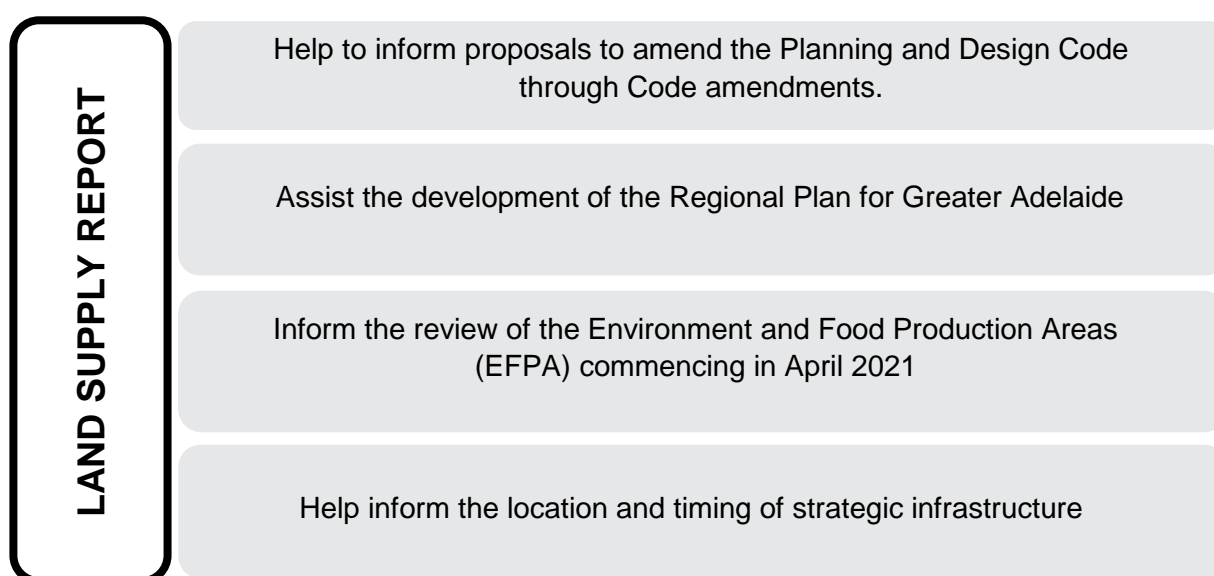 LAND SUPPLY REPORT
Help to inform proposals to amend the Planning and Design Code
through Code amendments.
Assist the development of the Regional Plan for Greater Adelaide
Inform the review of the Environment and Food Production Areas
(EFPA) commencing in April 2021
Help inform the location and timing of strategic infrastructure